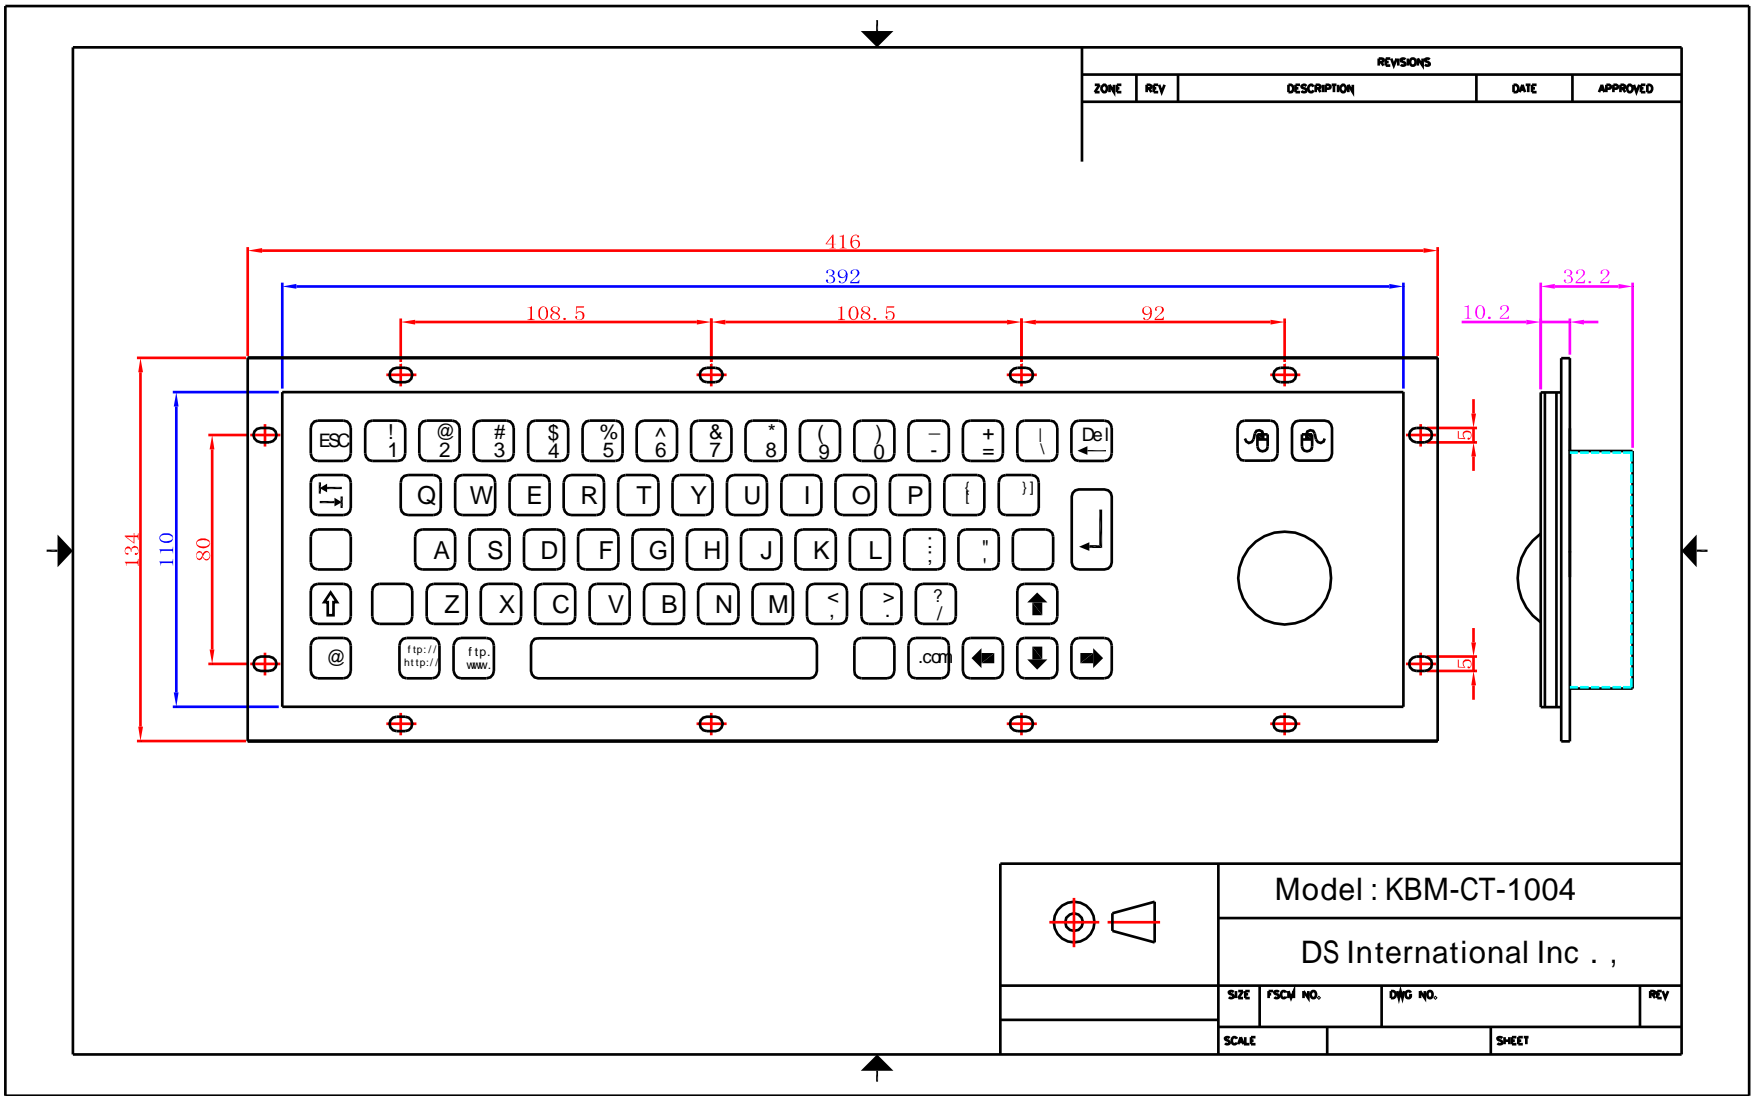 REVISIONS
ZONE REV DESCRIPTION DATE APPROVED
416
392 32.2
108.5 108.5 92 10.2
134 110 80 5 5
ESC ! 1 @ 2 # 3 $ 4 % 5 ^ 6 & 7 * 8 ( 9 ) 0 _ - + = | \ Del
Q W E R T Y U I O P { [ } ]
A S D F G H J K L : ; " '
Z X C V B N M < , > . ? /
@ ftp:// http:// ftp. www. .com
Model : KBM-CT-1004
DS International Inc . ,
SIZE FSCM NO. DWG NO. REV
SCALE SHEET